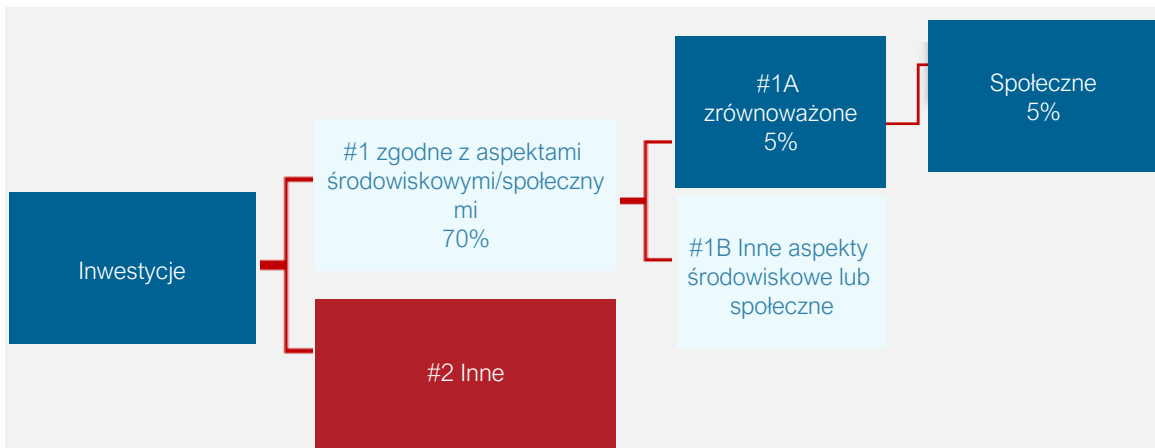 Inwestycje
#1 zgodne z aspektami
środowiskowymi/społeczny
mi
70%
#2 Inne
#1A
zrównoważone
5%
#1B Inne aspekty
środowiskowe lub
społeczne
Społeczne
5%